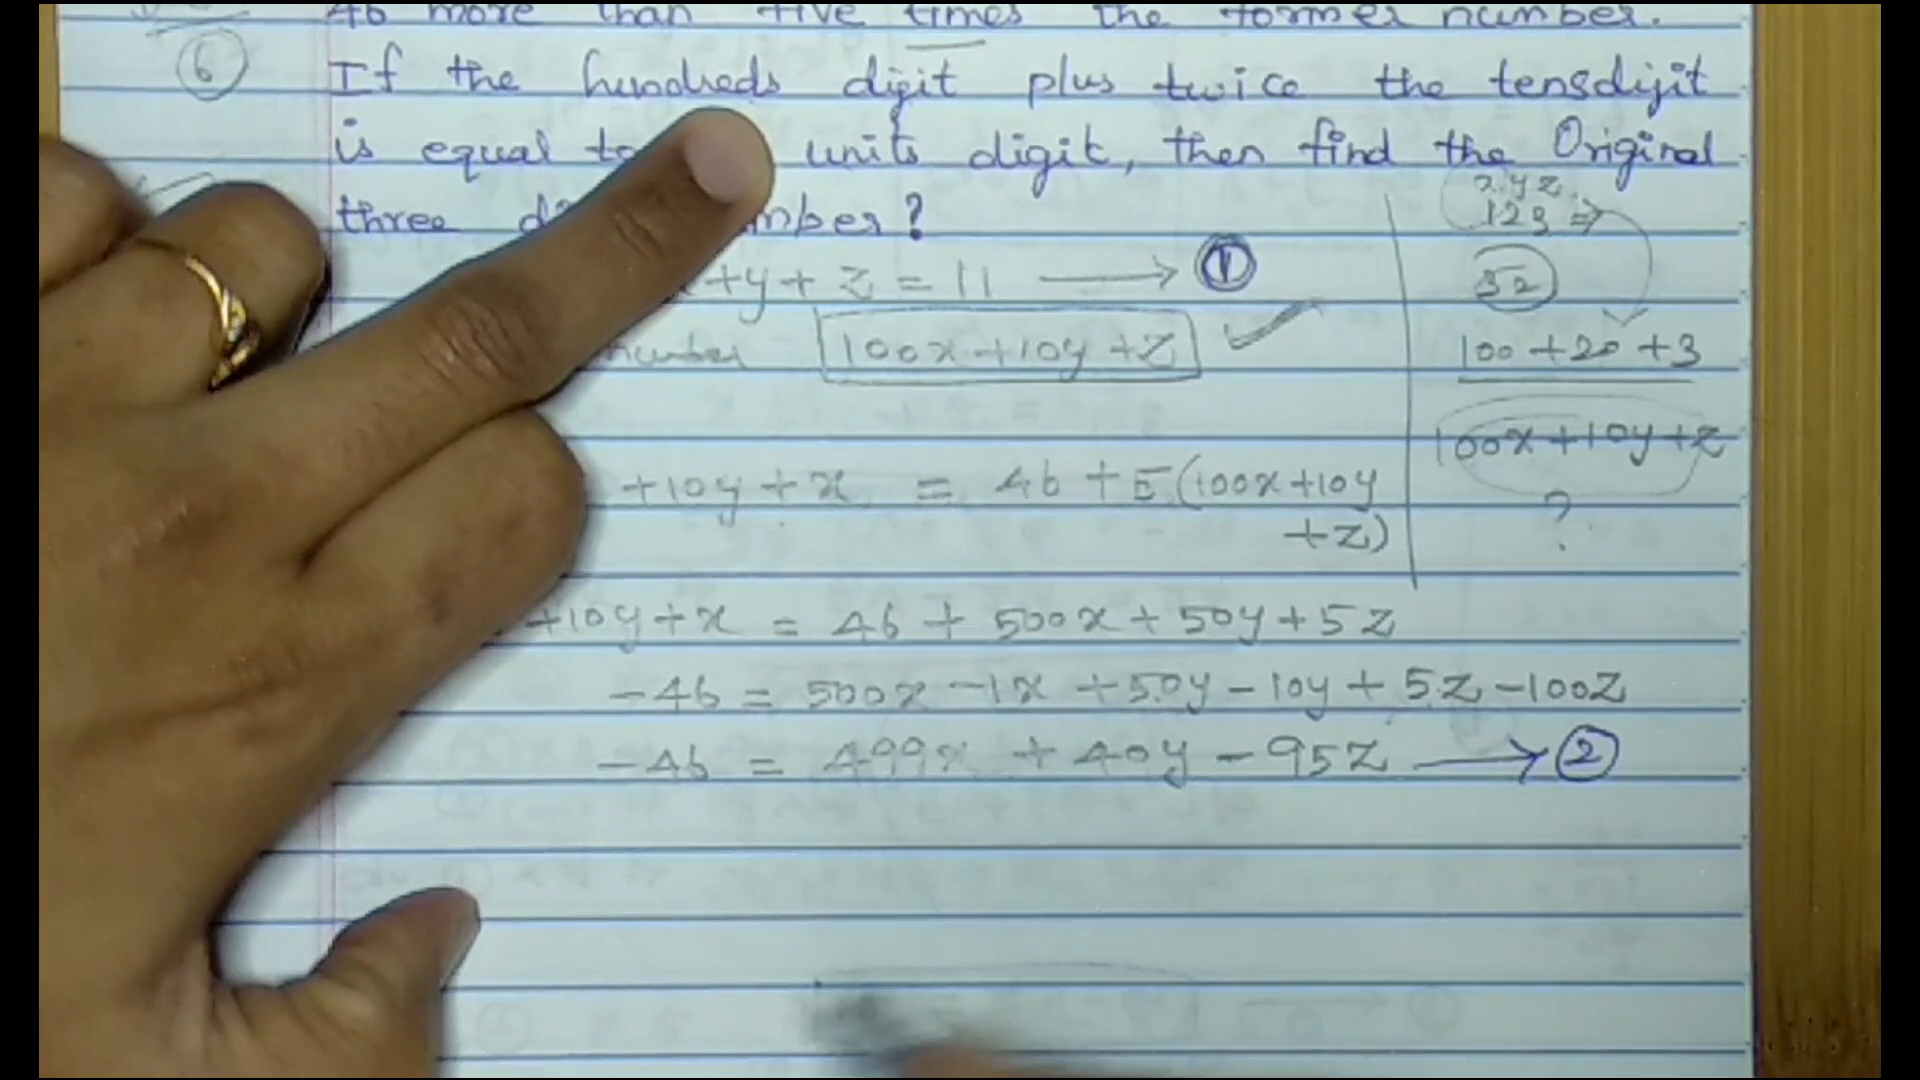 46 more than five times the former number.
6 If the hundreds digit plus twice the tensdigit
is equal to units digit, then find the Original
three number?
x y z
123 ⇒
+y + z = 11 → 1
52
number 100x+10y+z ✓
100 +20 +3
100x+10y+z
+10y + x = 46 + 5(100x+10y
+z)
?
+10y+x = 46 + 500x + 50y + 5z
-46 = 500x -1x + 50y - 10y + 5z -100z
-46 = 499x + 40y - 95z → 2